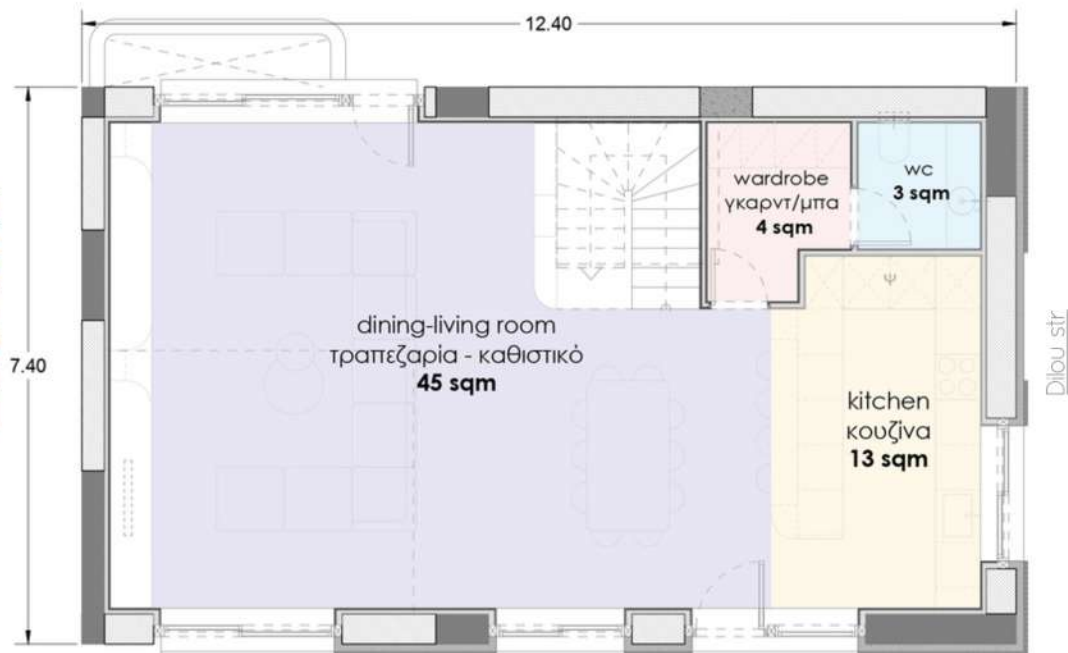 12.40
7.40
wardrobe
γκαρντ/μπα
4 sqm
wc
3 sqm
dining-living room
τραπεζαρία - καθιστικό
45 sqm
Ψ
kitchen
κουζίνα
13 sqm
Dilou str